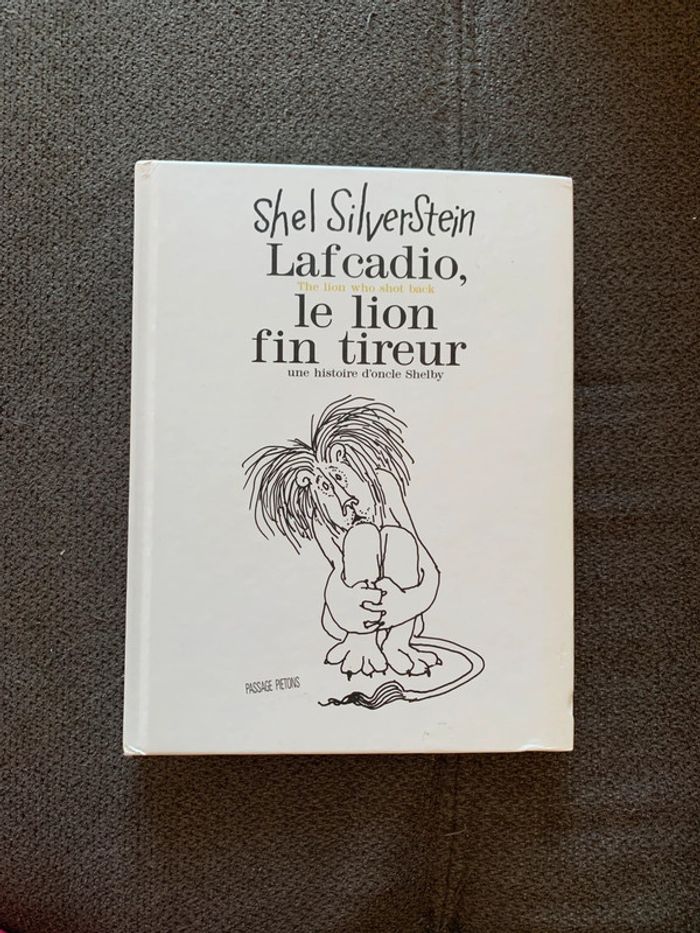 Shel Silverstein
Lafcadio,
The lion who shot back
le lion
fin tireur
une histoire d'oncle Shelby
PASSAGE PIETONS